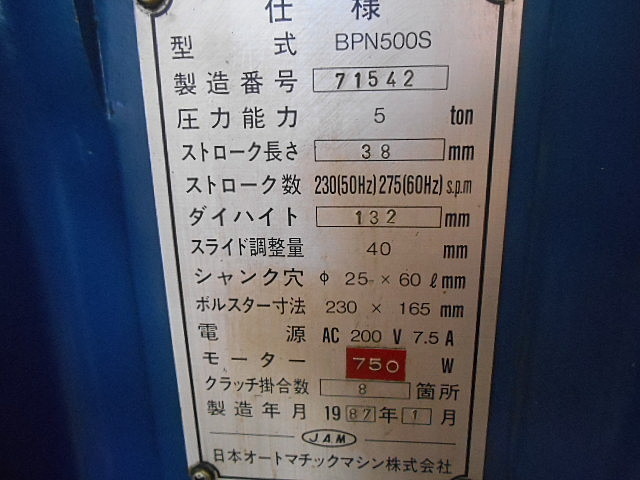 仕 様
型 式 BPN500S
製造番号 71542
圧力能力 5 ton
ストローク長さ 38 mm
ストローク数 230(50Hz) 275(60Hz) s.p.m
ダイハイト 132 mm
スライド調整量 40 mm
シャンク穴 φ 25 × 60 ℓmm
ボルスター寸法 230 × 165 mm
電 源 AC 200 V 7.5 A
モーター 750 W
クラッチ掛合数 8 箇所
製造年月 1987年1月
JAM
日本オートマチックマシン株式会社